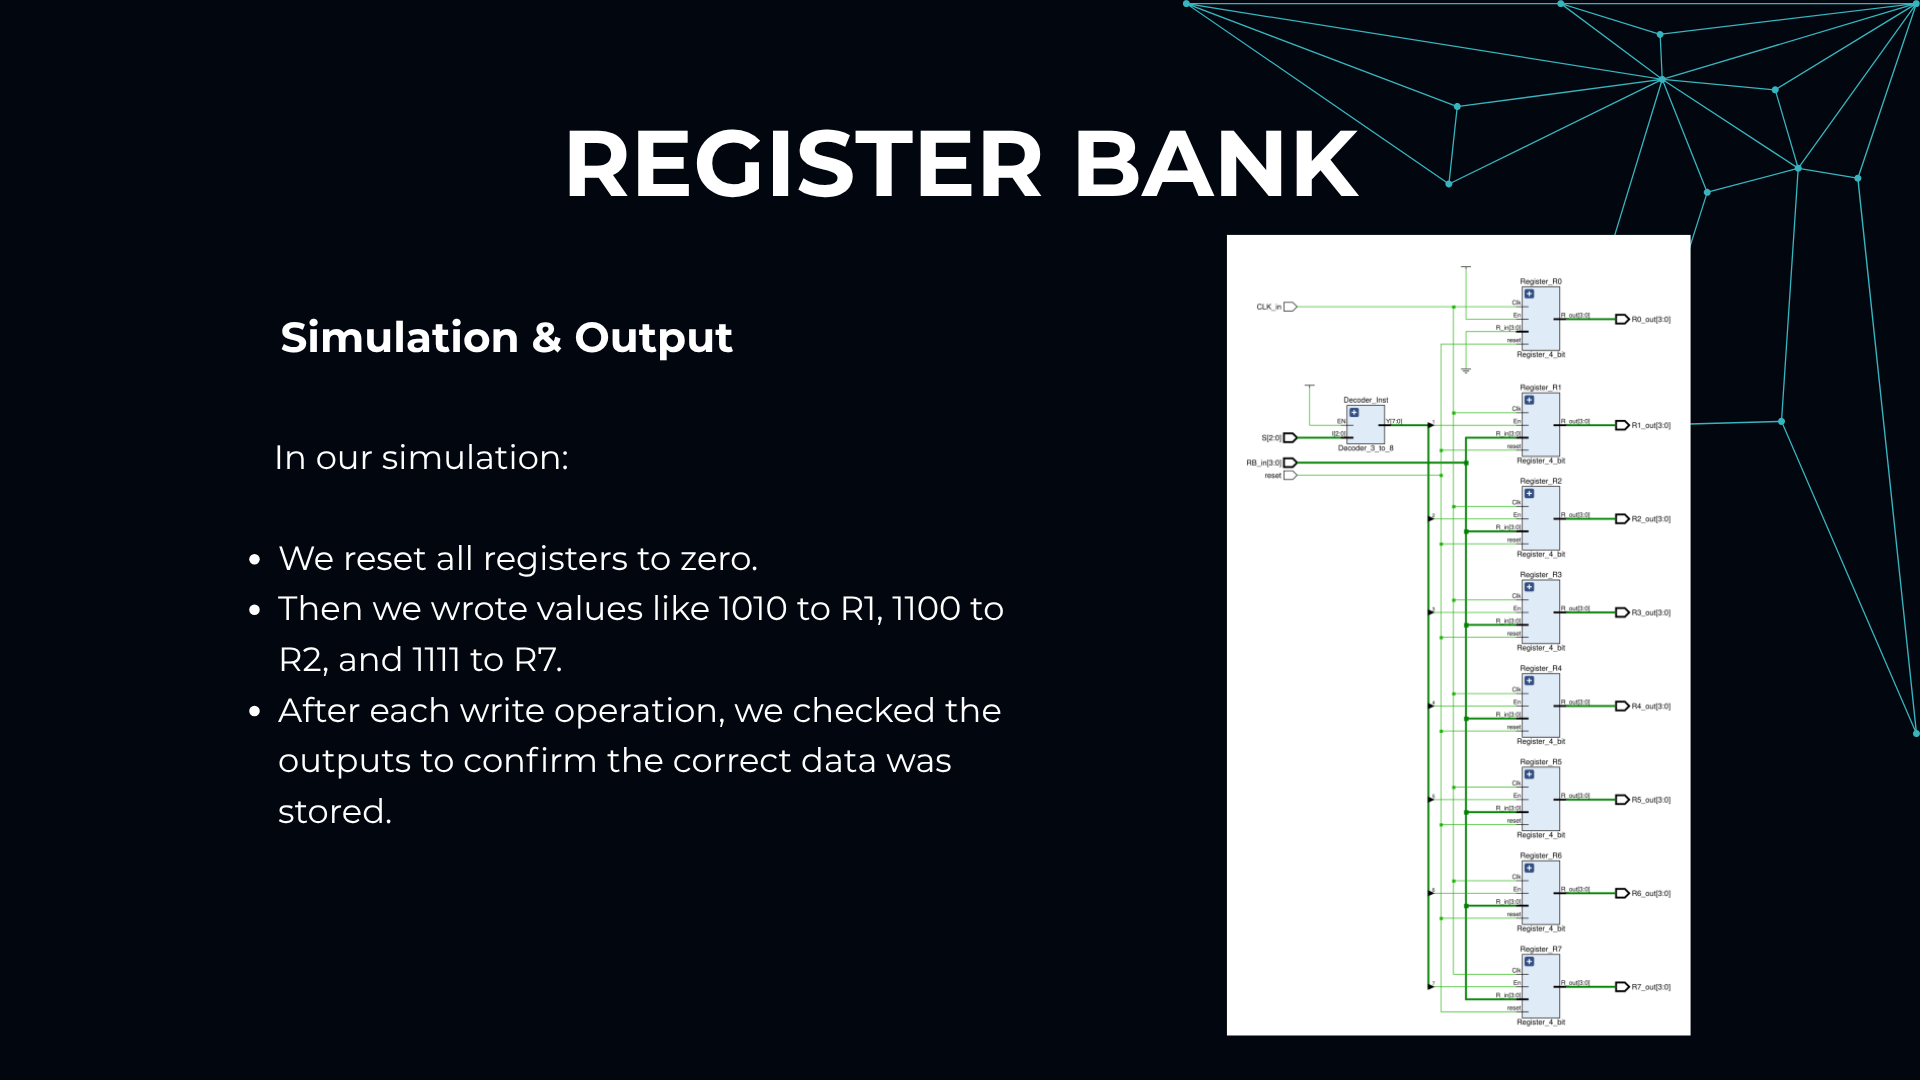 REGISTER BANK
Simulation & Output
In our simulation:
• We reset all registers to zero.
• Then we wrote values like 1010 to R1, 1100 to
R2, and 1111 to R7.
• After each write operation, we checked the
outputs to confirm the correct data was
stored.
Register_R0
CLK_in
Clk
En
R_in[3:0]
reset
R_out[3:0]
R0_out[3:0]
Register_4_bit
Decoder_Inst
EN
I[2:0]
Y[7:0]
S[2:0]
Decoder_3_to_8
RB_in[3:0]
reset
Register_R1
Clk
En
R_in[3:0]
reset
R_out[3:0]
R1_out[3:0]
Register_4_bit
Register_R2
Clk
En
R_in[3:0]
reset
R_out[3:0]
R2_out[3:0]
Register_4_bit
Register_R3
Clk
En
R_in[3:0]
reset
R_out[3:0]
R3_out[3:0]
Register_4_bit
Register_R4
Clk
En
R_in[3:0]
reset
R_out[3:0]
R4_out[3:0]
Register_4_bit
Register_R5
Clk
En
R_in[3:0]
reset
R_out[3:0]
R5_out[3:0]
Register_4_bit
Register_R6
Clk
En
R_in[3:0]
reset
R_out[3:0]
R6_out[3:0]
Register_4_bit
Register_R7
Clk
En
R_in[3:0]
reset
R_out[3:0]
R7_out[3:0]
Register_4_bit